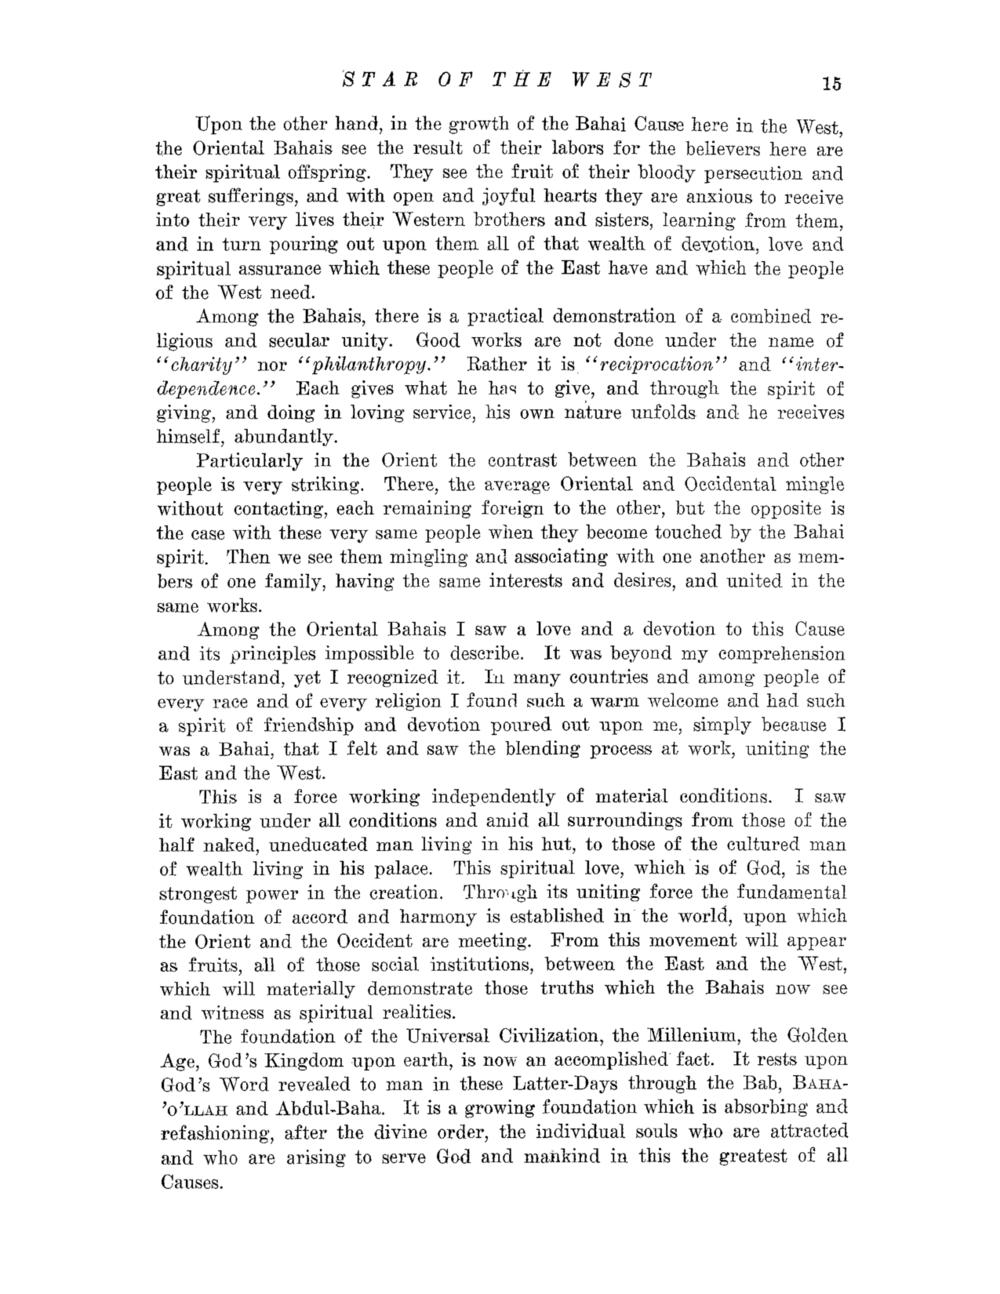 STAR OF THE WEST 15
Upon the other hand, in the growth of the Bahai Cause here in the West,
the Oriental Bahais see the result of their labors for the believers here are
their spiritual offspring. They see the fruit of their bloody persecution and
great sufferings, and with open and joyful hearts they are anxious to receive
into their very lives their Western brothers and sisters, learning from them,
and in turn pouring out upon them all of that wealth of devotion, love and
spiritual assurance which these people of the East have and which the people
of the West need.
Among the Bahais, there is a practical demonstration of a combined re-
ligious and secular unity. Good works are not done under the name of
“charity” nor “philanthropy.” Rather it is “reciprocation” and “inter-
dependence.” Each gives what he has to give, and through the spirit of
giving, and doing in loving service, his own nature unfolds and he receives
himself, abundantly.
Particularly in the Orient the contrast between the Bahais and other
people is very striking. There, the average Oriental and Occidental mingle
without contacting, each remaining foreign to the other, but the opposite is
the case with these very same people when they become touched by the Bahai
spirit. Then we see them mingling and associating with one another as mem-
bers of one family, having the same interests and desires, and united in the
same works.
Among the Oriental Bahais I saw a love and a devotion to this Cause
and its principles impossible to describe. It was beyond my comprehension
to understand, yet I recognized it. In many countries and among people of
every race and of every religion I found such a warm welcome and had such
a spirit of friendship and devotion poured out upon me, simply because I
was a Bahai, that I felt and saw the blending process at work, uniting the
East and the West.
This is a force working independently of material conditions. I saw
it working under all conditions and amid all surroundings from those of the
half naked, uneducated man living in his hut, to those of the cultured man
of wealth living in his palace. This spiritual love, which is of God, is the
strongest power in the creation. Through its uniting force the fundamental
foundation of accord and harmony is established in the world, upon which
the Orient and the Occident are meeting. From this movement will appear
as fruits, all of those social institutions, between the East and the West,
which will materially demonstrate those truths which the Bahais now see
and witness as spiritual realities.
The foundation of the Universal Civilization, the Millenium, the Golden
Age, God's Kingdom upon earth, is now an accomplished fact. It rests upon
God's Word revealed to man in these Latter-Days through the Bab, BAHA-
'O'LLAH and Abdul-Baha. It is a growing foundation which is absorbing and
refashioning, after the divine order, the individual souls who are attracted
and who are arising to serve God and mankind in this the greatest of all
Causes.